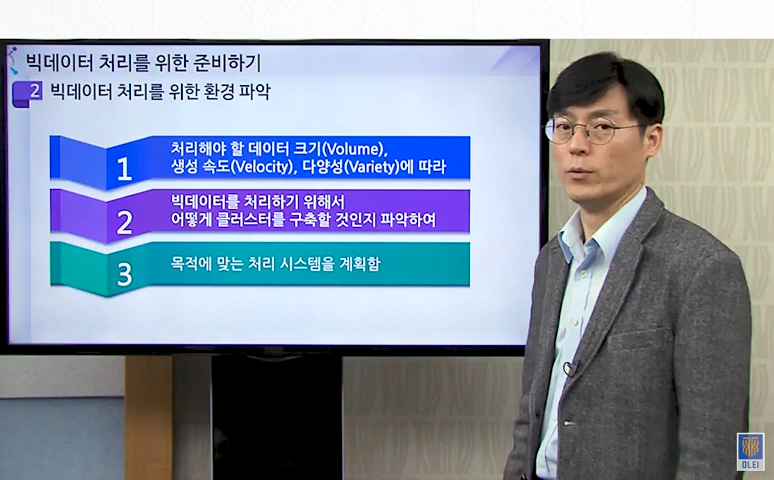 빅데이터 처리를 위한 준비하기
2 빅데이터 처리를 위한 환경 파악
1
처리해야 할 데이터 크기(Volume),
생성 속도(Velocity), 다양성(Variety)에 따라
2
빅데이터를 처리하기 위해서
어떻게 클러스터를 구축할 것인지 파악하여
3
목적에 맞는 처리 시스템을 계획함
OLEI